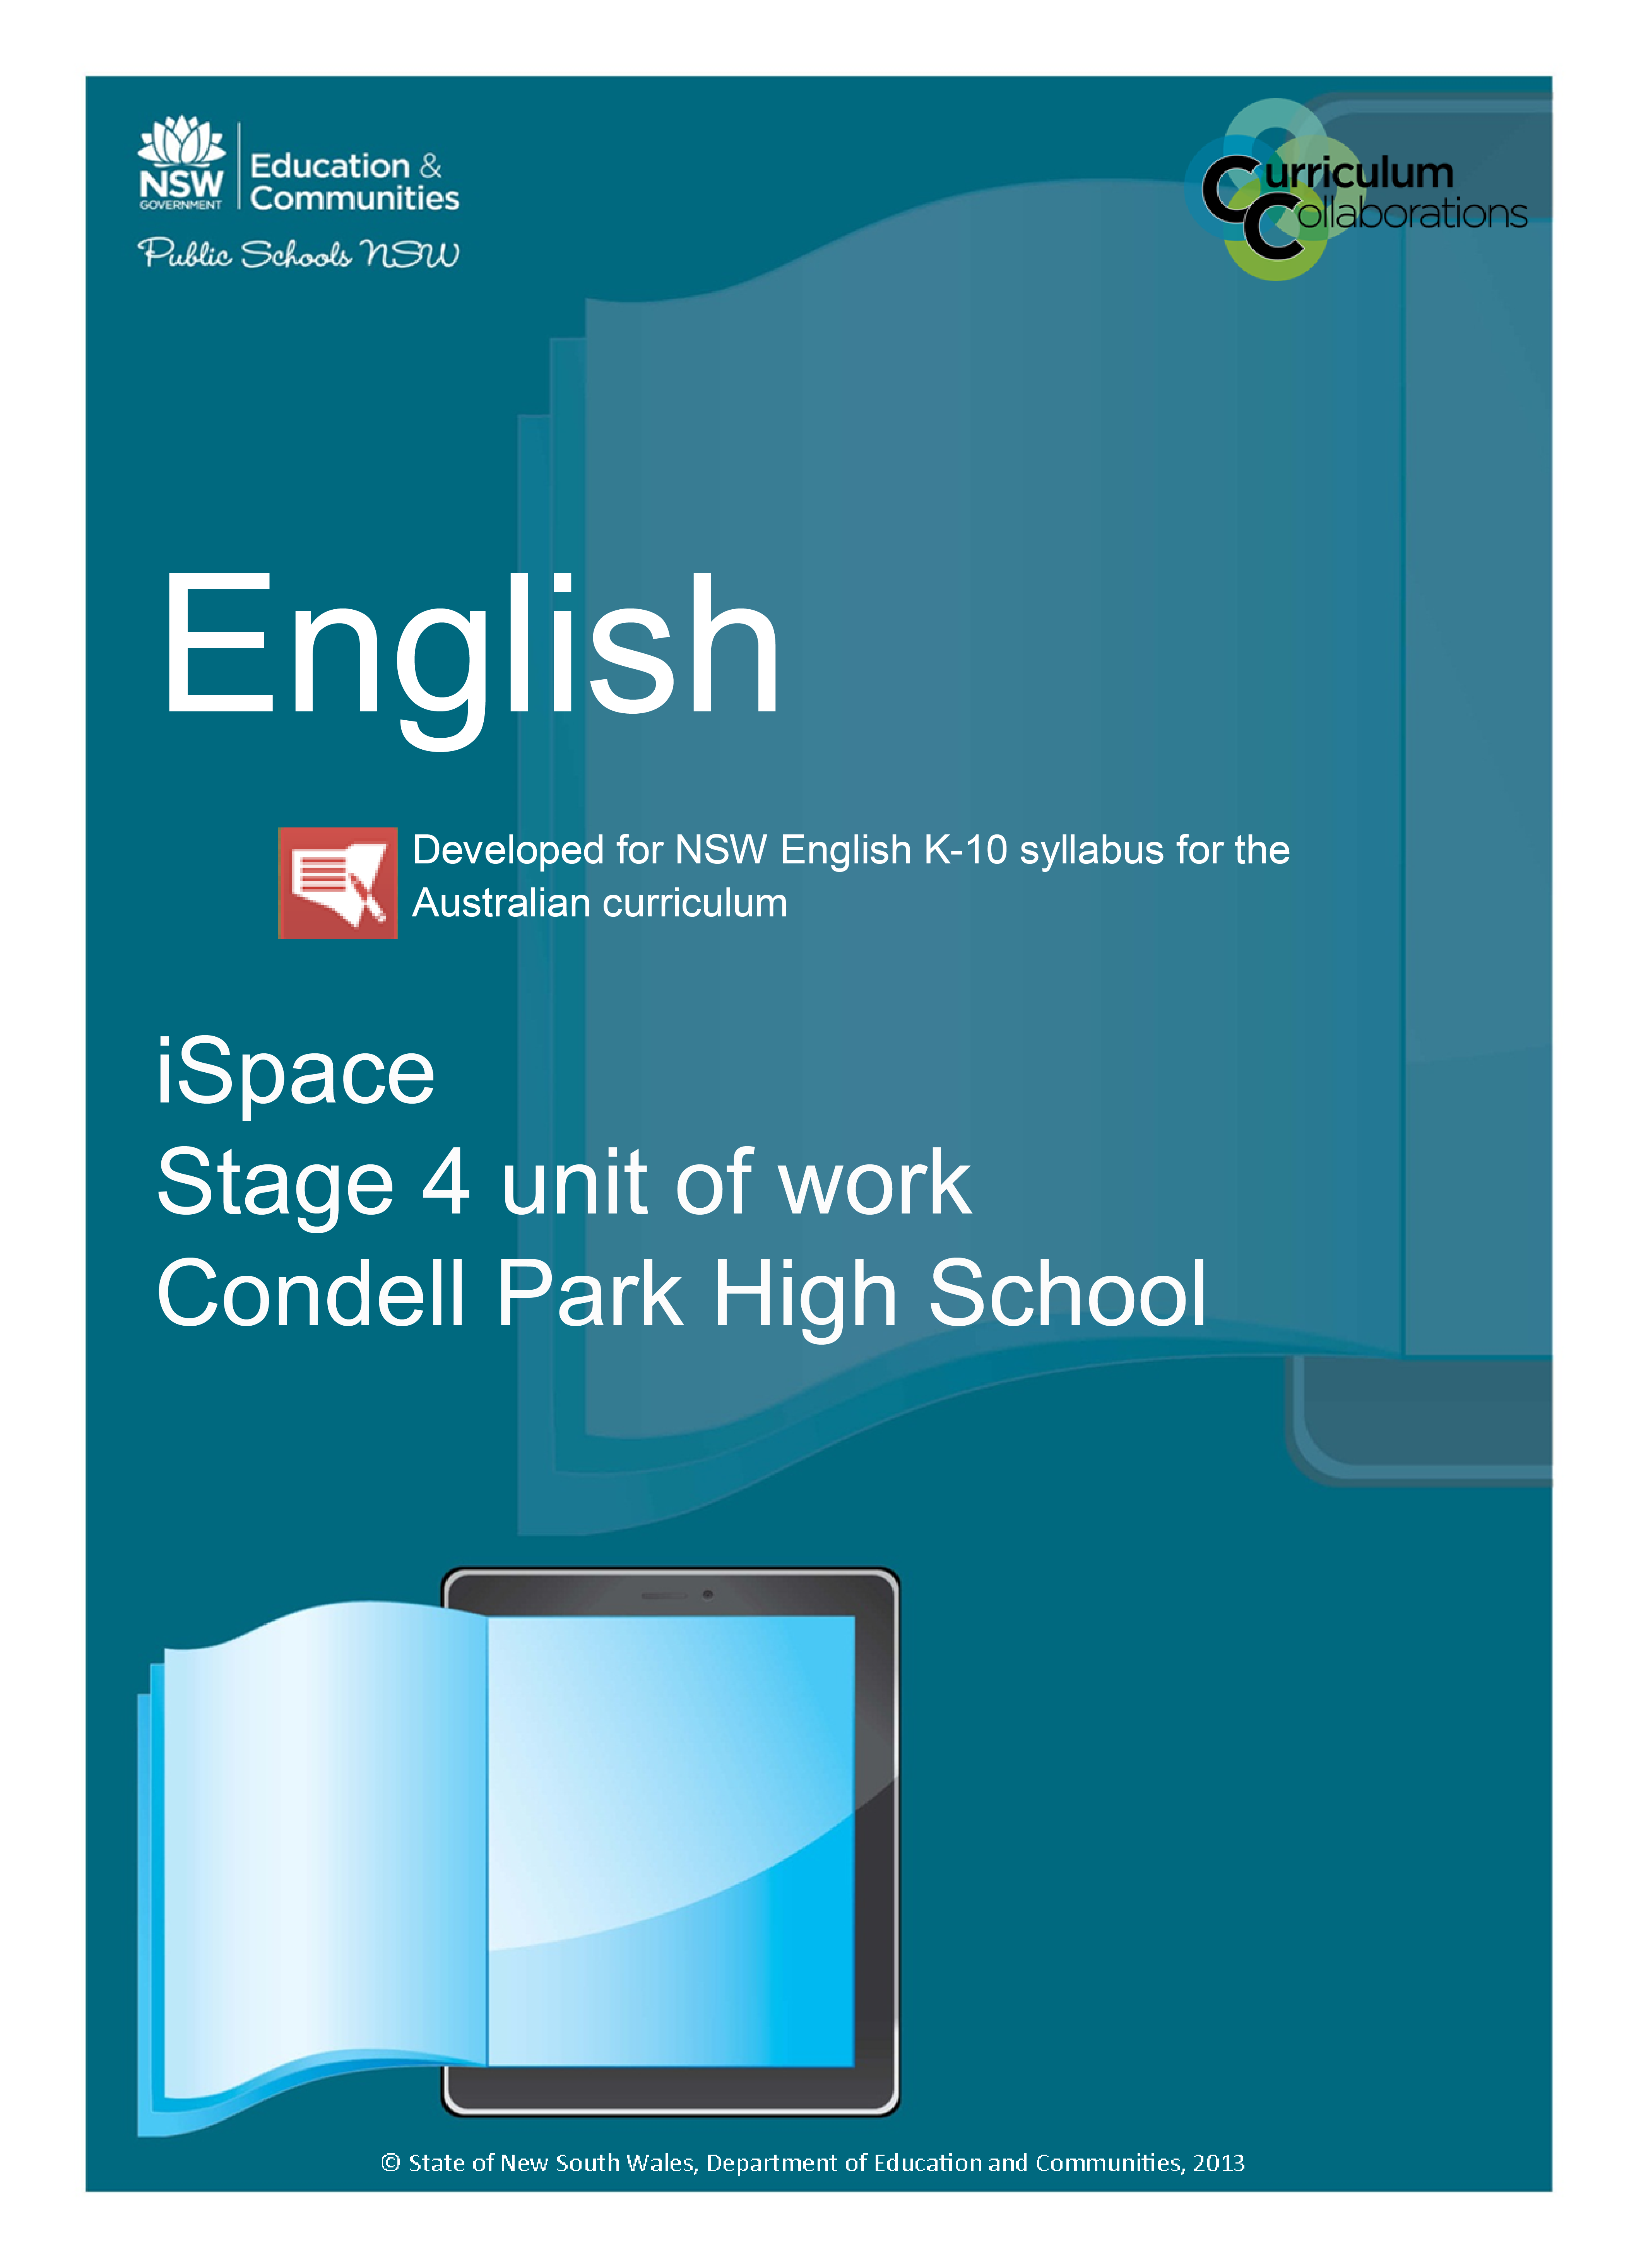 NSW
GOVERNMENT
Education &
Communities
Public Schools NSW
Curriculum
Collaborations
English
Developed for NSW English K-10 syllabus for the
Australian curriculum
iSpace
Stage 4 unit of work
Condell Park High School
© State of New South Wales, Department of Education and Communities, 2013